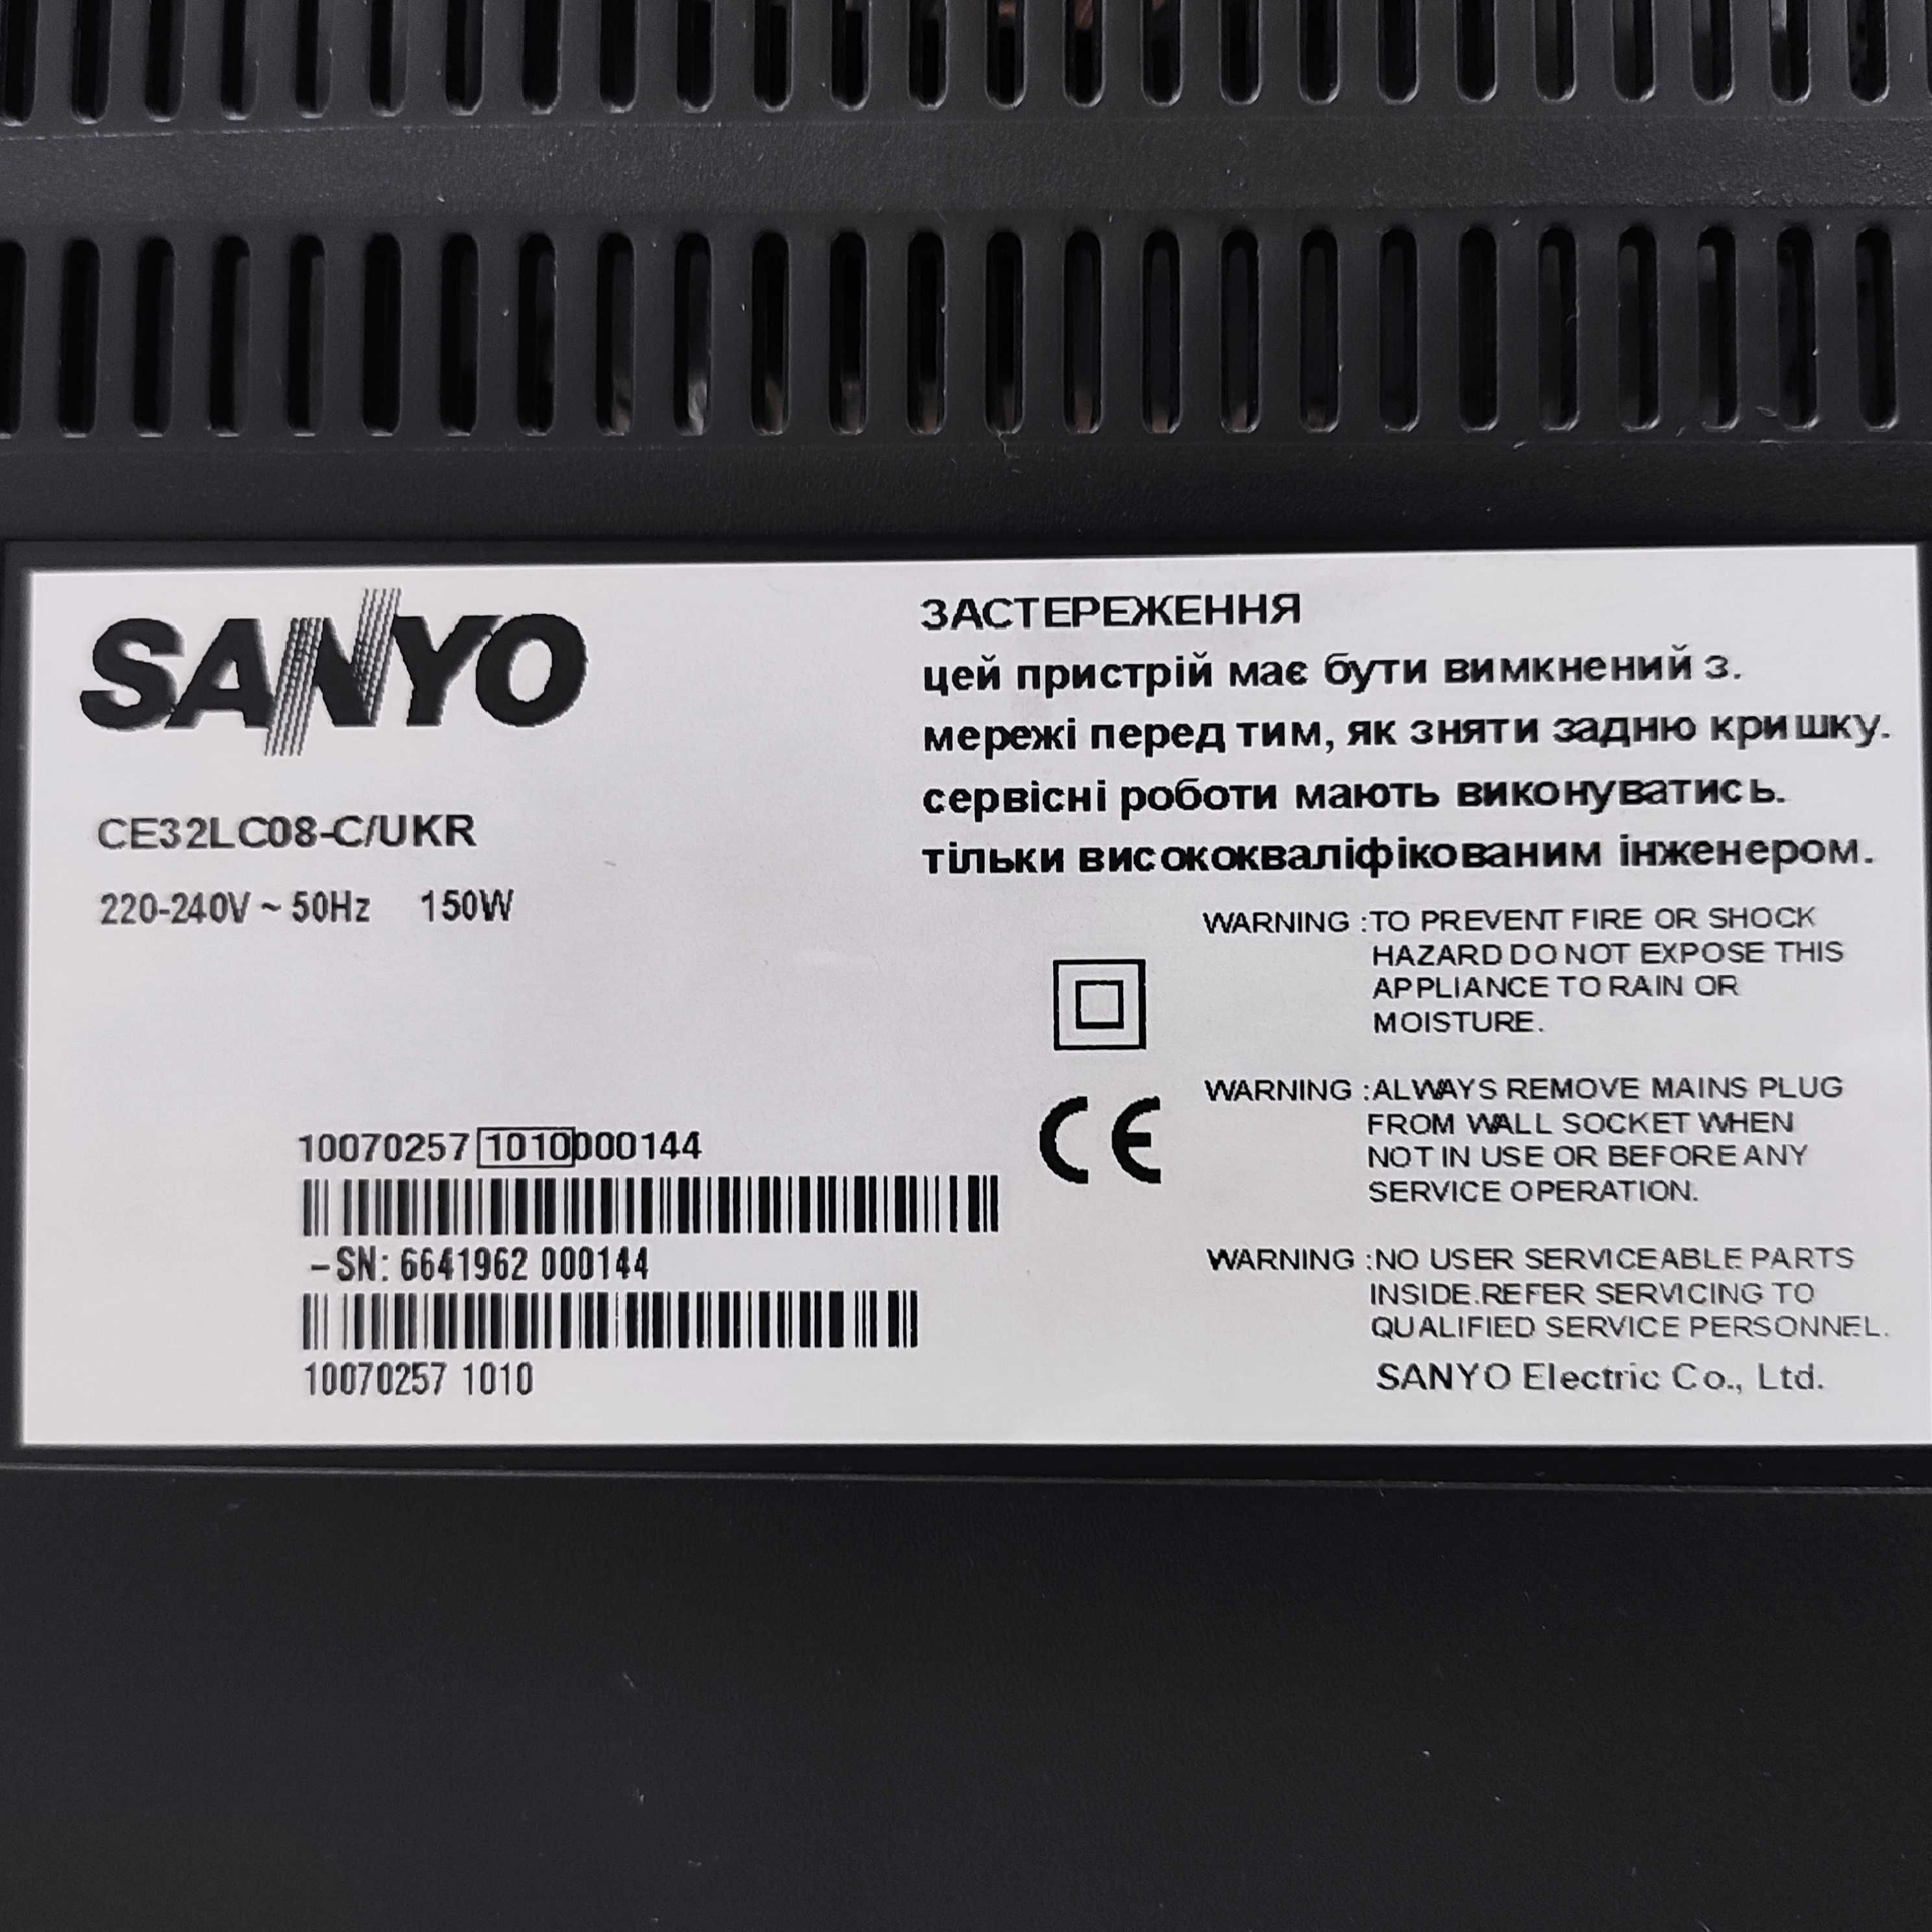 SANYO
CE32LC08-C/UKR
220-240V ~ 50Hz 150W
10070257 1010000144
-SN: 6641962 000144
10070257 1010
ЗАСТЕРЕЖЕННЯ
цей пристрій має бути вимкнений з.
мережі перед тим, як зняти задню кришку.
сервісні роботи мають виконуватись.
тільки висококваліфікованим інженером.
WARNING :TO PREVENT FIRE OR SHOCK
HAZARD DO NOT EXPOSE THIS
APPLIANCE TO RAIN OR
MOISTURE.
CE
WARNING :ALWAYS REMOVE MAINS PLUG
FROM WALL SOCKET WHEN
NOT IN USE OR BEFORE ANY
SERVICE OPERATION.
WARNING :NO USER SERVICEABLE PARTS
INSIDE.REFER SERVICING TO
QUALIFIED SERVICE PERSONNEL.
SANYO Electric Co., Ltd.